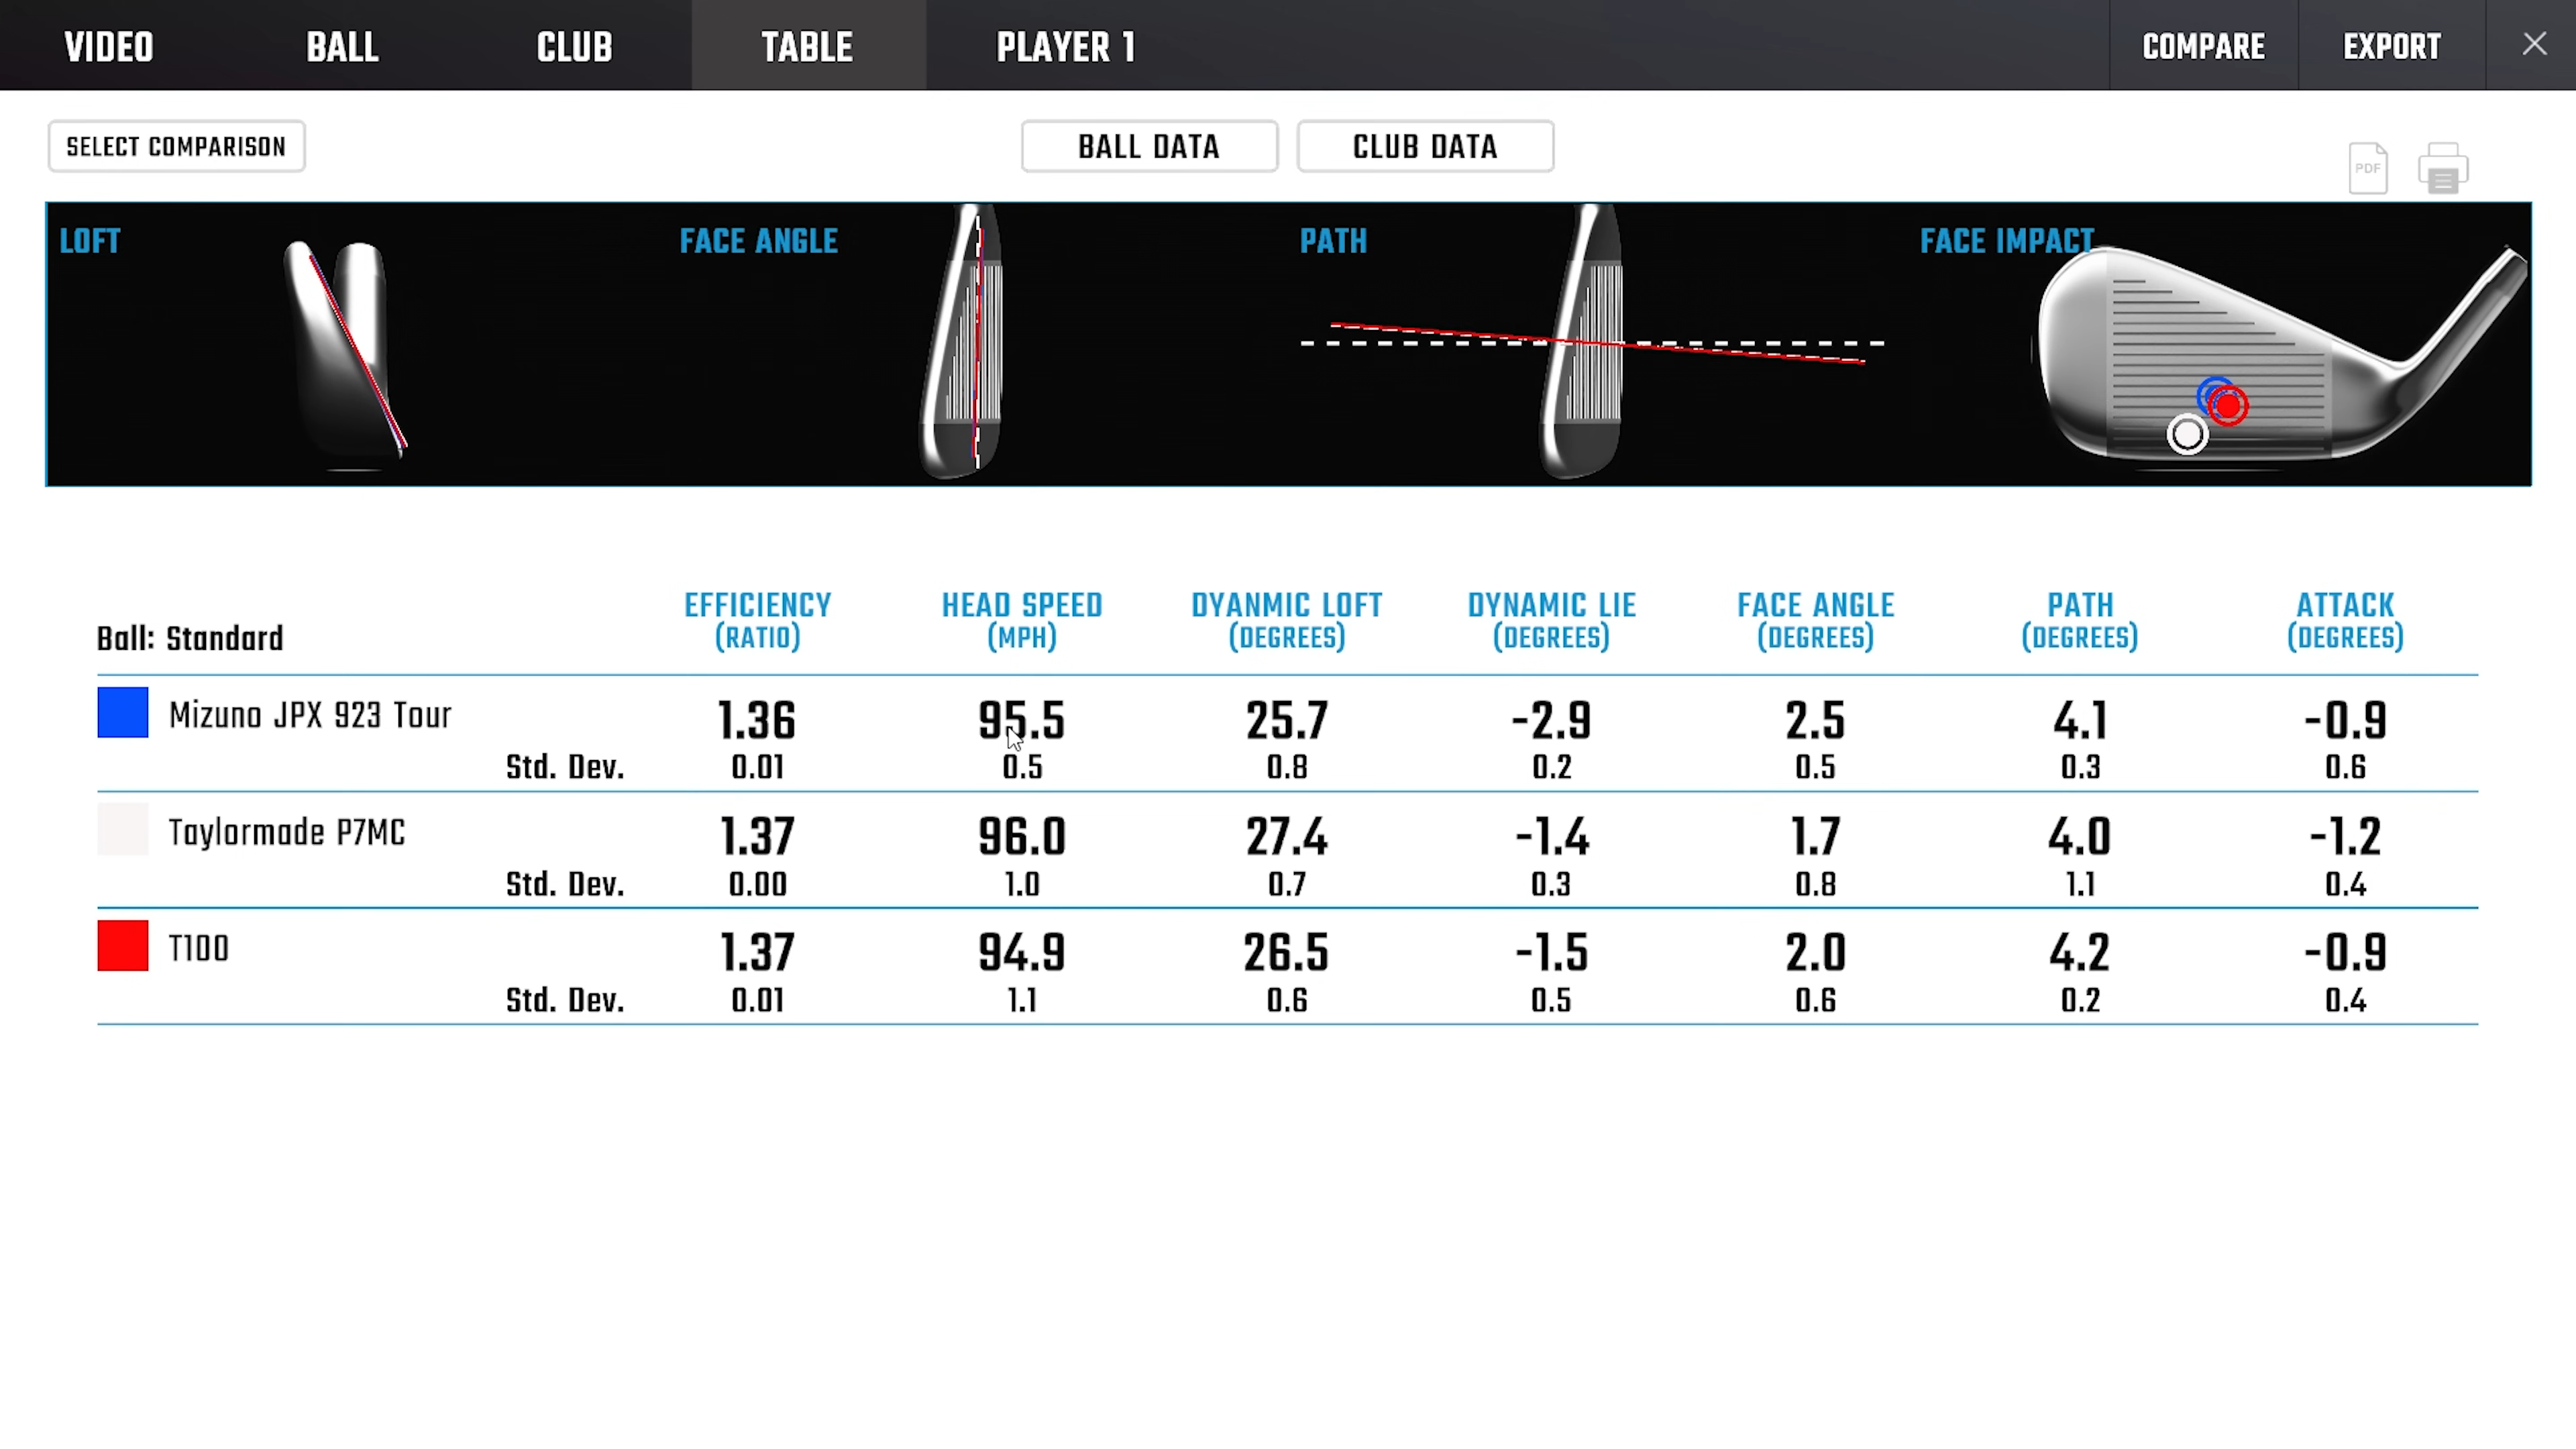 VIDEO BALL CLUB TABLE PLAYER 1 COMPARE EXPORT
SELECT COMPARISON BALL DATA CLUB DATA PDF
LOFT FACE ANGLE PATH FACE IMPACT
Ball: Standard EFFICIENCY HEAD SPEED DYANMIC LOFT DYNAMIC LIE FACE ANGLE PATH ATTACK
(RATIO) (MPH) (DEGREES) (DEGREES) (DEGREES) (DEGREES) (DEGREES)
Mizuno JPX 923 Tour 1.36 95.5 25.7 -2.9 2.5 4.1 -0.9
Std. Dev. 0.01 0.5 0.8 0.2 0.5 0.3 0.6
Taylormade P7MC 1.37 96.0 27.4 -1.4 1.7 4.0 -1.2
Std. Dev. 0.00 1.0 0.7 0.3 0.8 1.1 0.4
T100 1.37 94.9 26.5 -1.5 2.0 4.2 -0.9
Std. Dev. 0.01 1.1 0.6 0.5 0.6 0.2 0.4